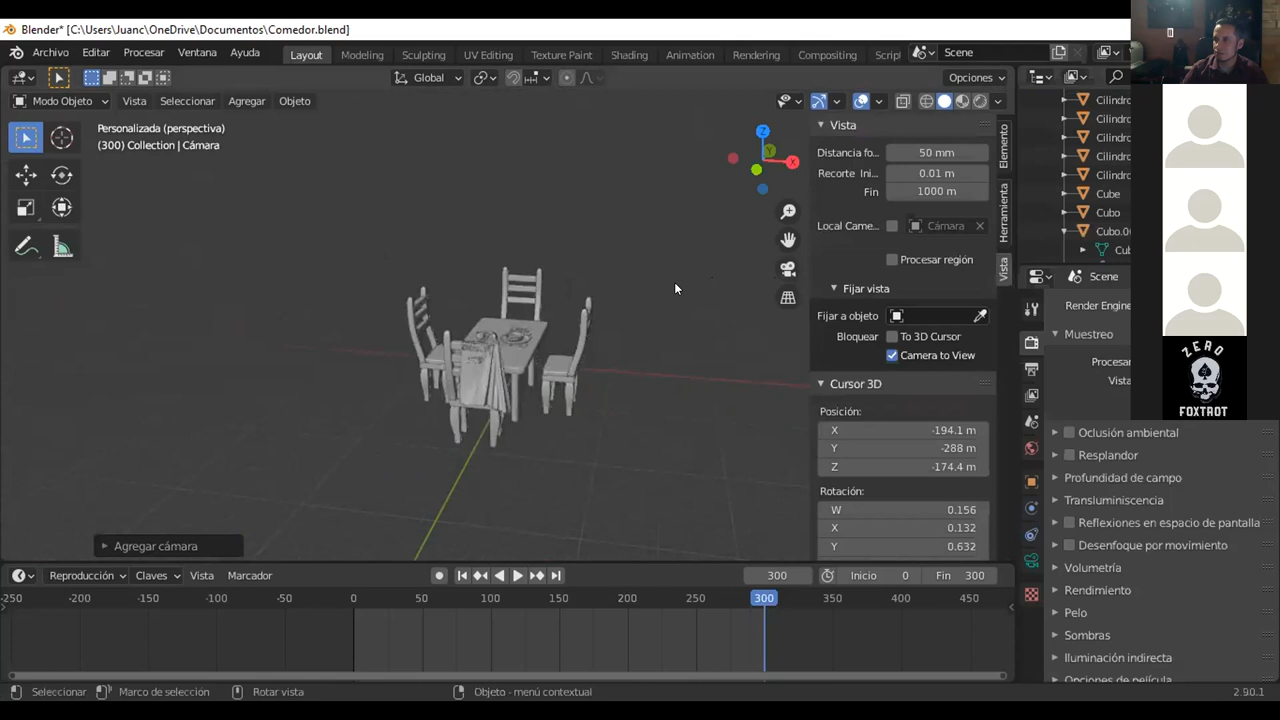 Blender* [C:\Users\Juanc\OneDrive\Documentos\Comedor.blend]
Archivo Editar Procesar Ventana Ayuda Layout Modeling Sculpting UV Editing Texture Paint Shading Animation Rendering Compositing Script Scene
Global Opciones
Modo Objeto Vista Seleccionar Agregar Objeto
Personalizada (perspectiva)
(300) Collection | Cámara
Z
Y
X
Vista
Distancia fo... 50 mm
Recorte Ini... 0.01 m
Fin 1000 m
Local Came... Cámara
Procesar región
Fijar vista
Fijar a objeto
Bloquear To 3D Cursor
Camera to View
Cursor 3D
Posición:
X -194.1 m
Y -288 m
Z -174.4 m
Rotación:
W 0.156
X 0.132
Y 0.632
Elemento
Herramienta
Vista
Cilindro
Cilindro
Cilindro
Cilindro
Cilindro
Cube
Cubo
Cubo.0
Cub
Scene
Render Engine
Muestreo
Procesar
Vista
Oclusión ambiental
Resplandor
Profundidad de campo
Transluminiscencia
Reflexiones en espacio de pantalla
Desenfoque por movimiento
Volumetría
Rendimiento
Pelo
Sombras
Iluminación indirecta
Opciones de película
ZERO
FOXTROT
Agregar cámara
Reproducción Claves Vista Marcador 300 Inicio 0 Fin 300
-250 -200 -150 -100 -50 0 50 100 150 200 250 300 350 400 450
Seleccionar Marco de selección Rotar vista Objeto - menú contextual 2.90.1